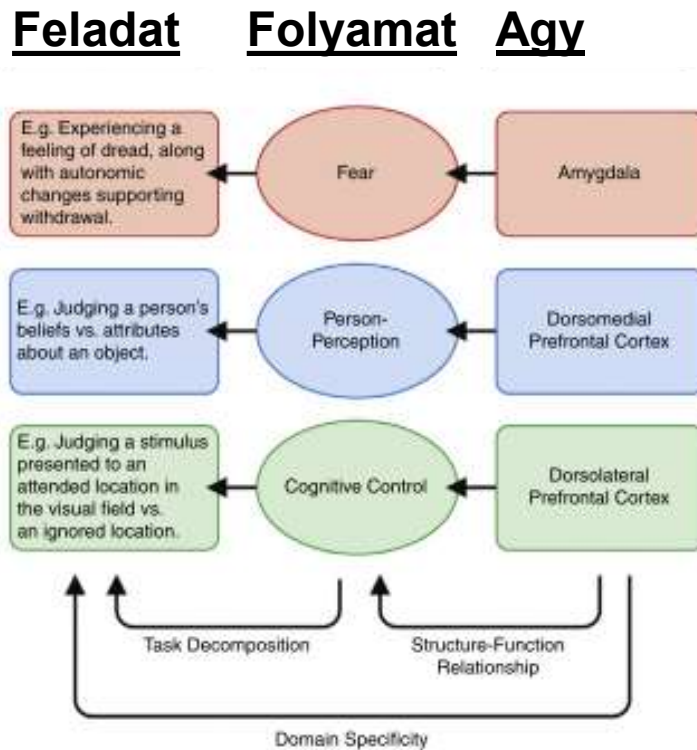 Feladat Folyamat Agy
E.g. Experiencing a
feeling of dread, along
with autonomic
changes supporting
withdrawal.
Fear
Amygdala
E.g. Judging a person's
beliefs vs. attributes
about an object.
Person-
Perception
Dorsomedial
Prefrontal Cortex
E.g. Judging a stimulus
presented to an
attended location in
the visual field vs.
an ignored location.
Cognitive Control
Dorsolateral
Prefrontal Cortex
Task Decomposition
Structure-Function
Relationship
Domain Specificity